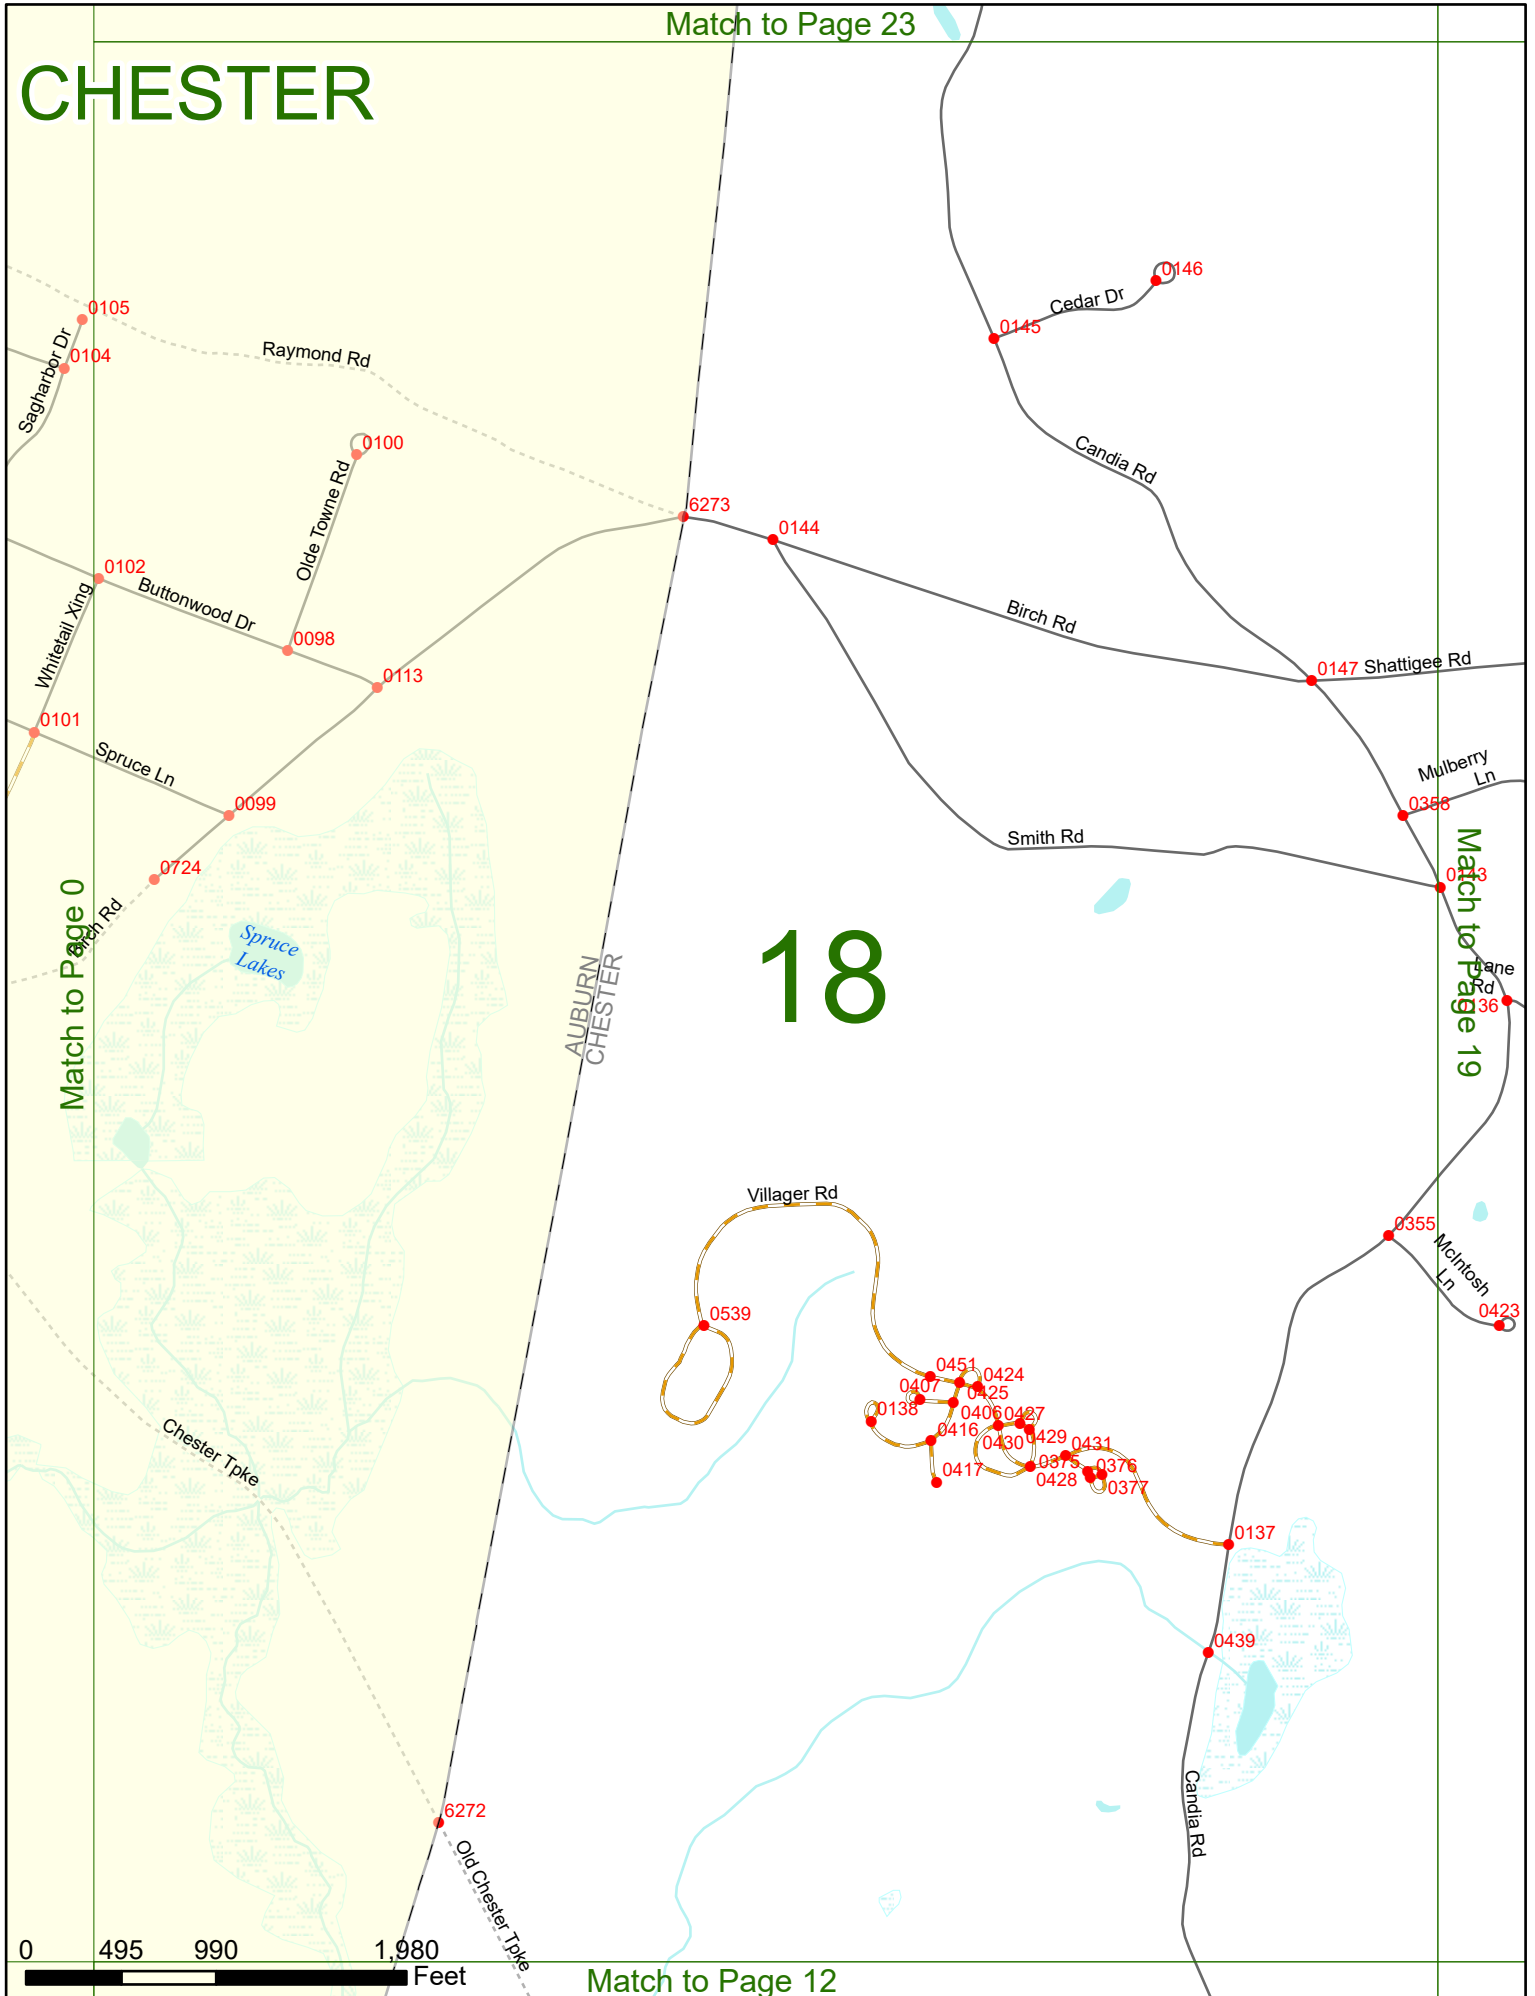 Match to Page 23
CHESTER
0146
Cedar Dr
0105
0145
Sagharbor Dr
0104
Raymond Rd
0100
Candia Rd
Olde Towne Rd
6273
0144
0102
Buttonwood Dr
Whitetail Xing
Birch Rd
0098
0147
Shattigee Rd
0113
0101
Spruce Ln
Mulberry
Ln
0099
0358
Smith Rd
0724
0143
Match to Page 0
Birch Rd
Spruce
Lakes
18
Match to Page 19
AUBURN
CHESTER
Lane
Rd
0136
Villager Rd
0355
McIntosh
Ln
0539
0423
0451
0424
0407
0425
0138
0406
0427
0416
0430
0429
0431
Chester Tpke
0375
0376
0417
0428
0377
0137
0439
Candia Rd
6272
Old Chester Tpke
0
495
990
1,980
Feet
Match to Page 12